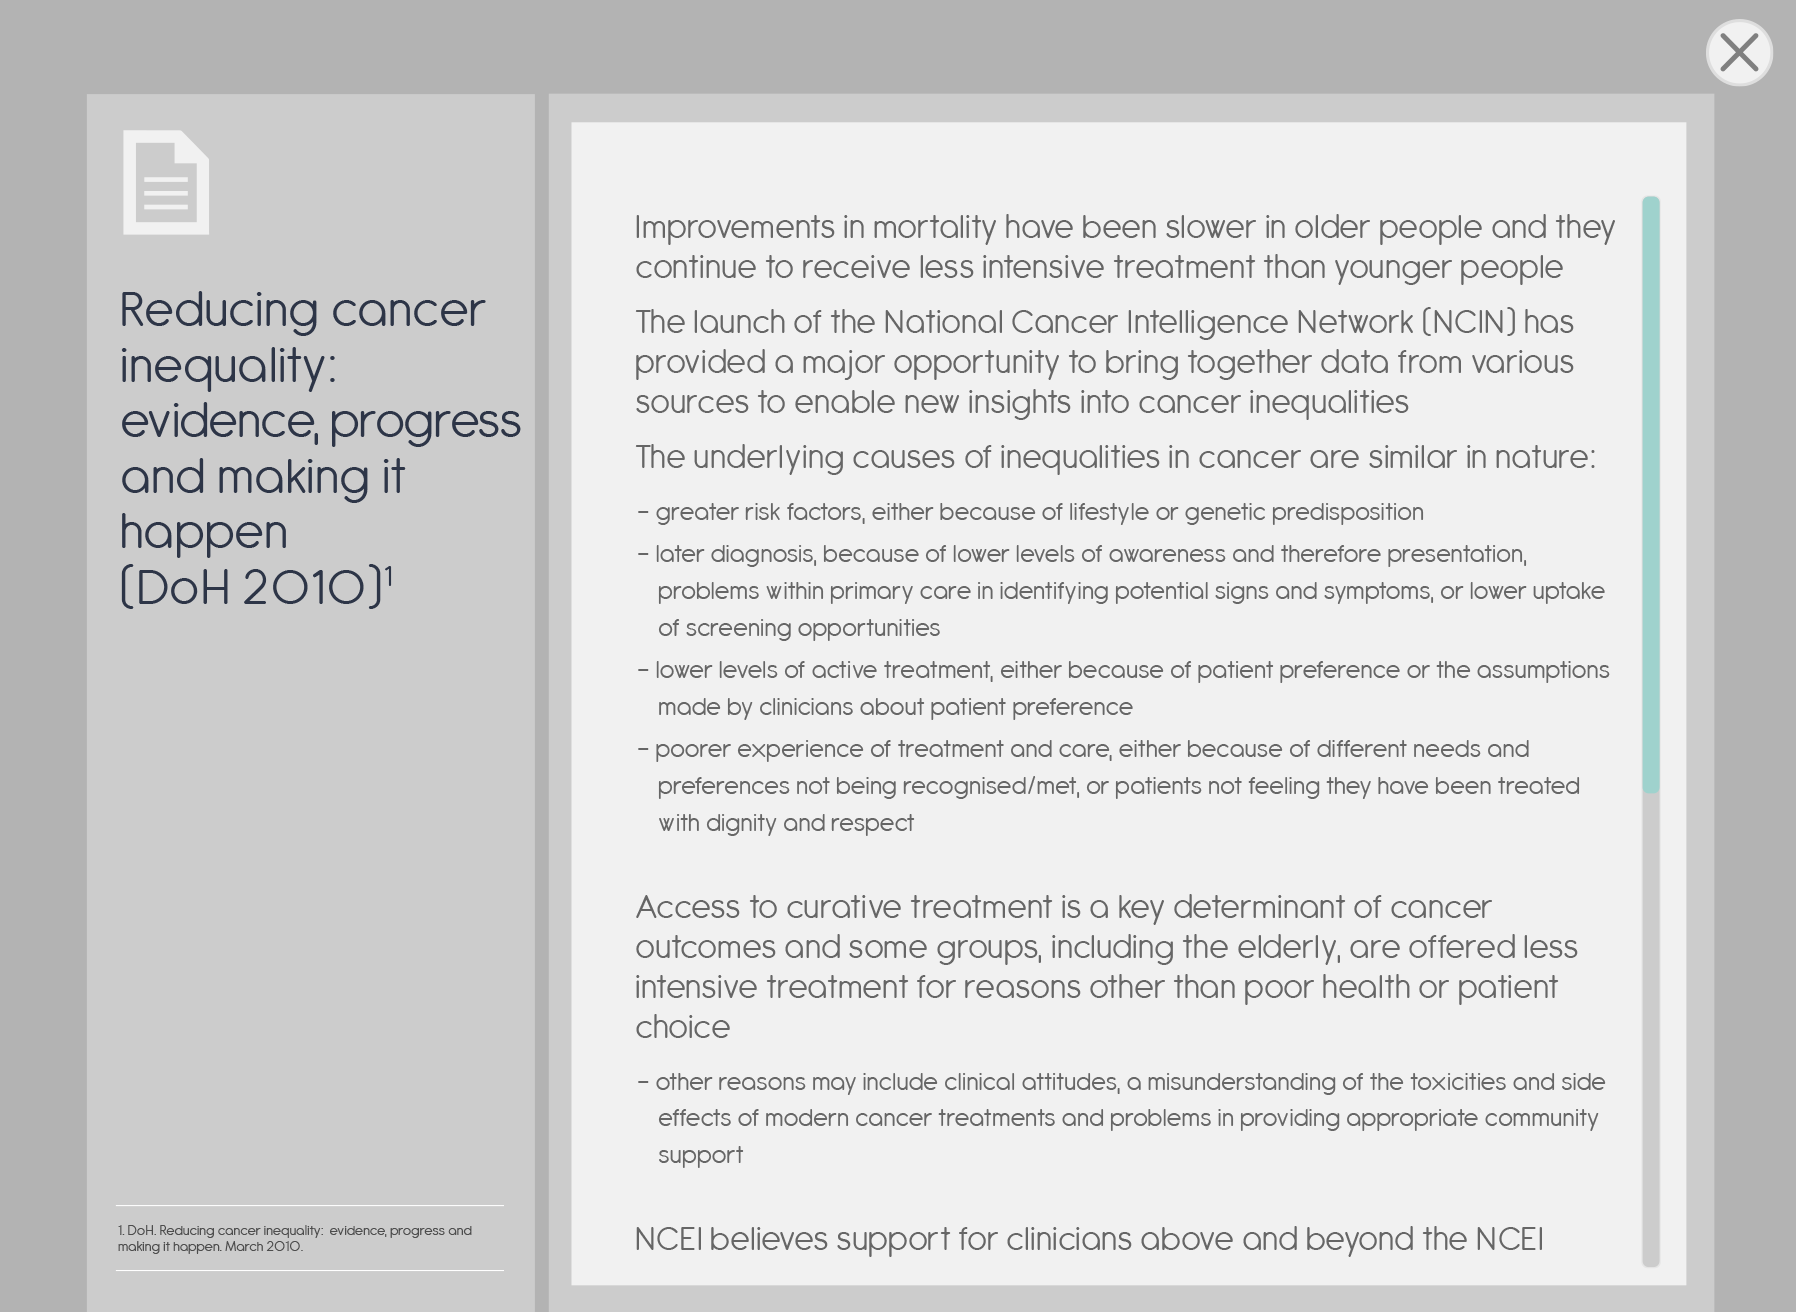 Reducing cancer
inequality:
evidence, progress
and making it
happen
(DoH 2010)¹
1. DoH. Reducing cancer inequality: evidence, progress and
making it happen. March 2010.
Improvements in mortality have been slower in older people and they
continue to receive less intensive treatment than younger people
The launch of the National Cancer Intelligence Network (NCIN) has
provided a major opportunity to bring together data from various
sources to enable new insights into cancer inequalities
The underlying causes of inequalities in cancer are similar in nature:
– greater risk factors, either because of lifestyle or genetic predisposition
– later diagnosis, because of lower levels of awareness and therefore presentation,
problems within primary care in identifying potential signs and symptoms, or lower uptake
of screening opportunities
– lower levels of active treatment, either because of patient preference or the assumptions
made by clinicians about patient preference
– poorer experience of treatment and care, either because of different needs and
preferences not being recognised/met, or patients not feeling they have been treated
with dignity and respect
Access to curative treatment is a key determinant of cancer
outcomes and some groups, including the elderly, are offered less
intensive treatment for reasons other than poor health or patient
choice
– other reasons may include clinical attitudes, a misunderstanding of the toxicities and side
effects of modern cancer treatments and problems in providing appropriate community
support
NCEI believes support for clinicians above and beyond the NCEI